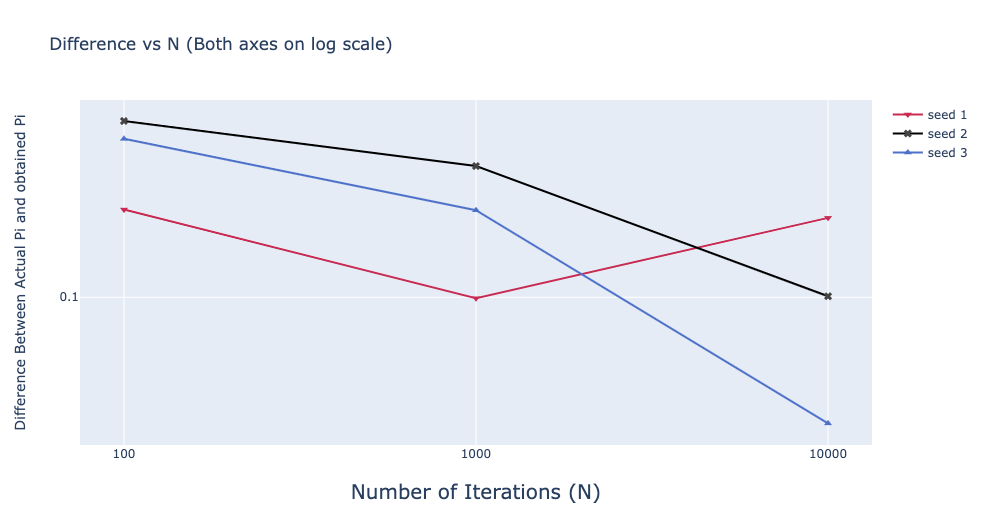 Difference vs N (Both axes on log scale)
Difference Between Actual Pi and obtained Pi
0.1
100
1000
10000
Number of Iterations (N)
seed 1
seed 2
seed 3